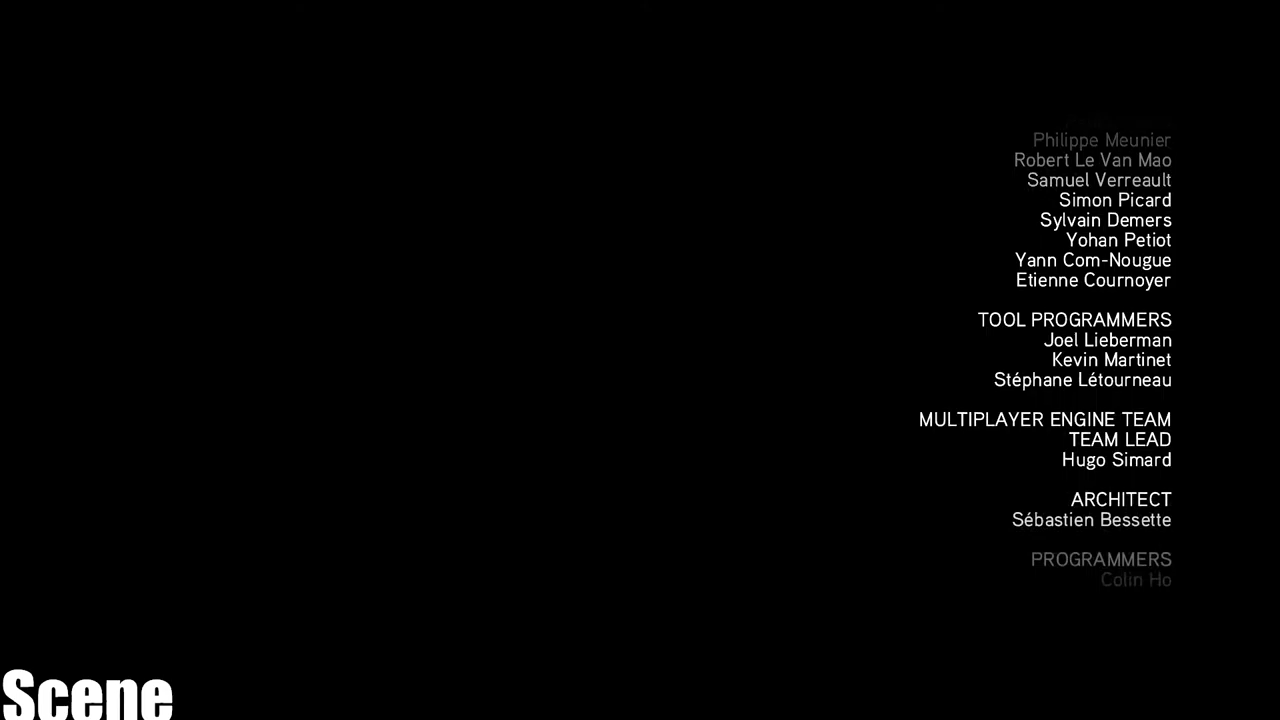 Philippe Meunier
Robert Le Van Mao
Samuel Verreault
Simon Picard
Sylvain Demers
Yohan Petiot
Yann Com-Nougue
Etienne Cournoyer
TOOL PROGRAMMERS
Joel Lieberman
Kevin Martinet
Stéphane Létourneau
MULTIPLAYER ENGINE TEAM
TEAM LEAD
Hugo Simard
ARCHITECT
Sébastien Bessette
PROGRAMMERS
Colin Ho
Scene